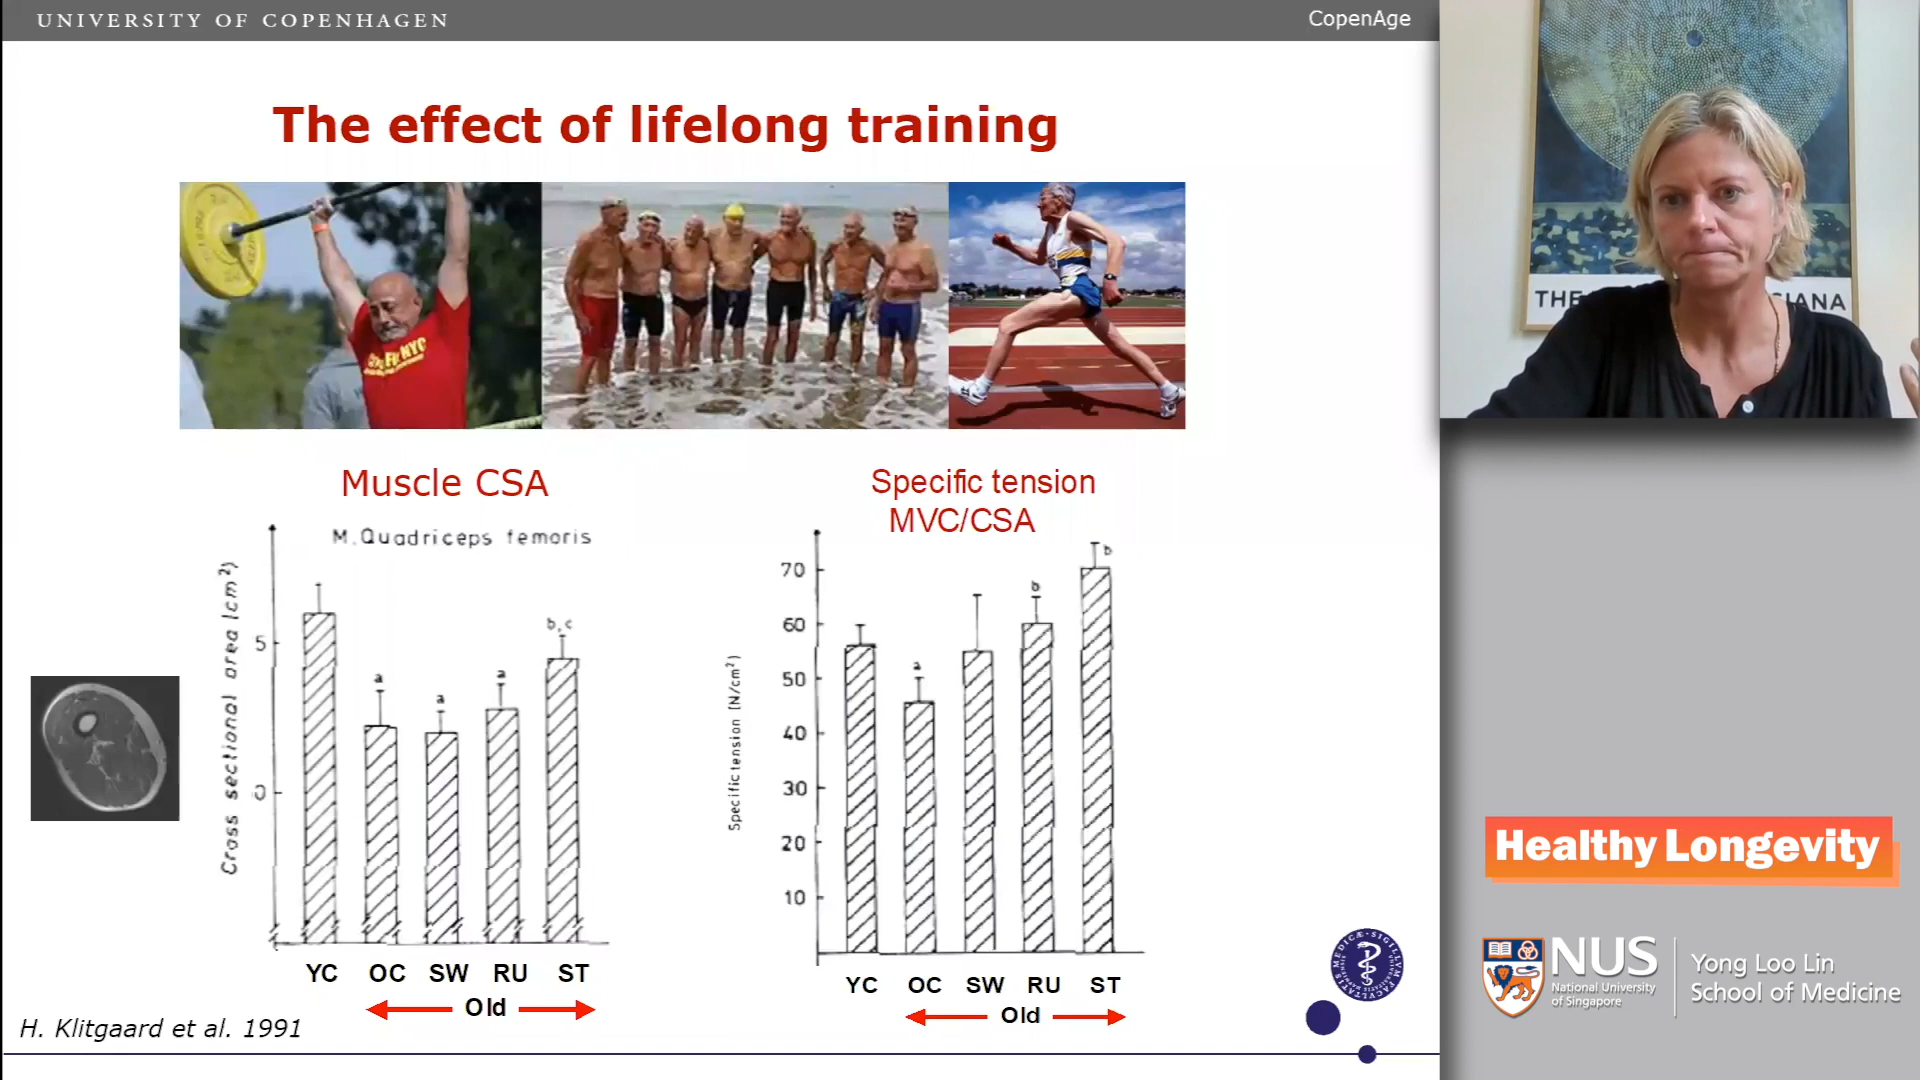 UNIVERSITY OF COPENHAGEN
CopenAge
The effect of lifelong training
Muscle CSA
M.Quadriceps femoris
Cross sectional area (cm²)
5
0
a
a
a
b,c
YC OC SW RU ST
Old
Specific tension
MVC/CSA
Specific tension (N/cm²)
70
60
50
40
30
20
10
a
b
b
YC OC SW RU ST
Old
H. Klitgaard et al. 1991
THE
CIANA
Healthy Longevity
NUS
National University
of Singapore
Yong Loo Lin
School of Medicine